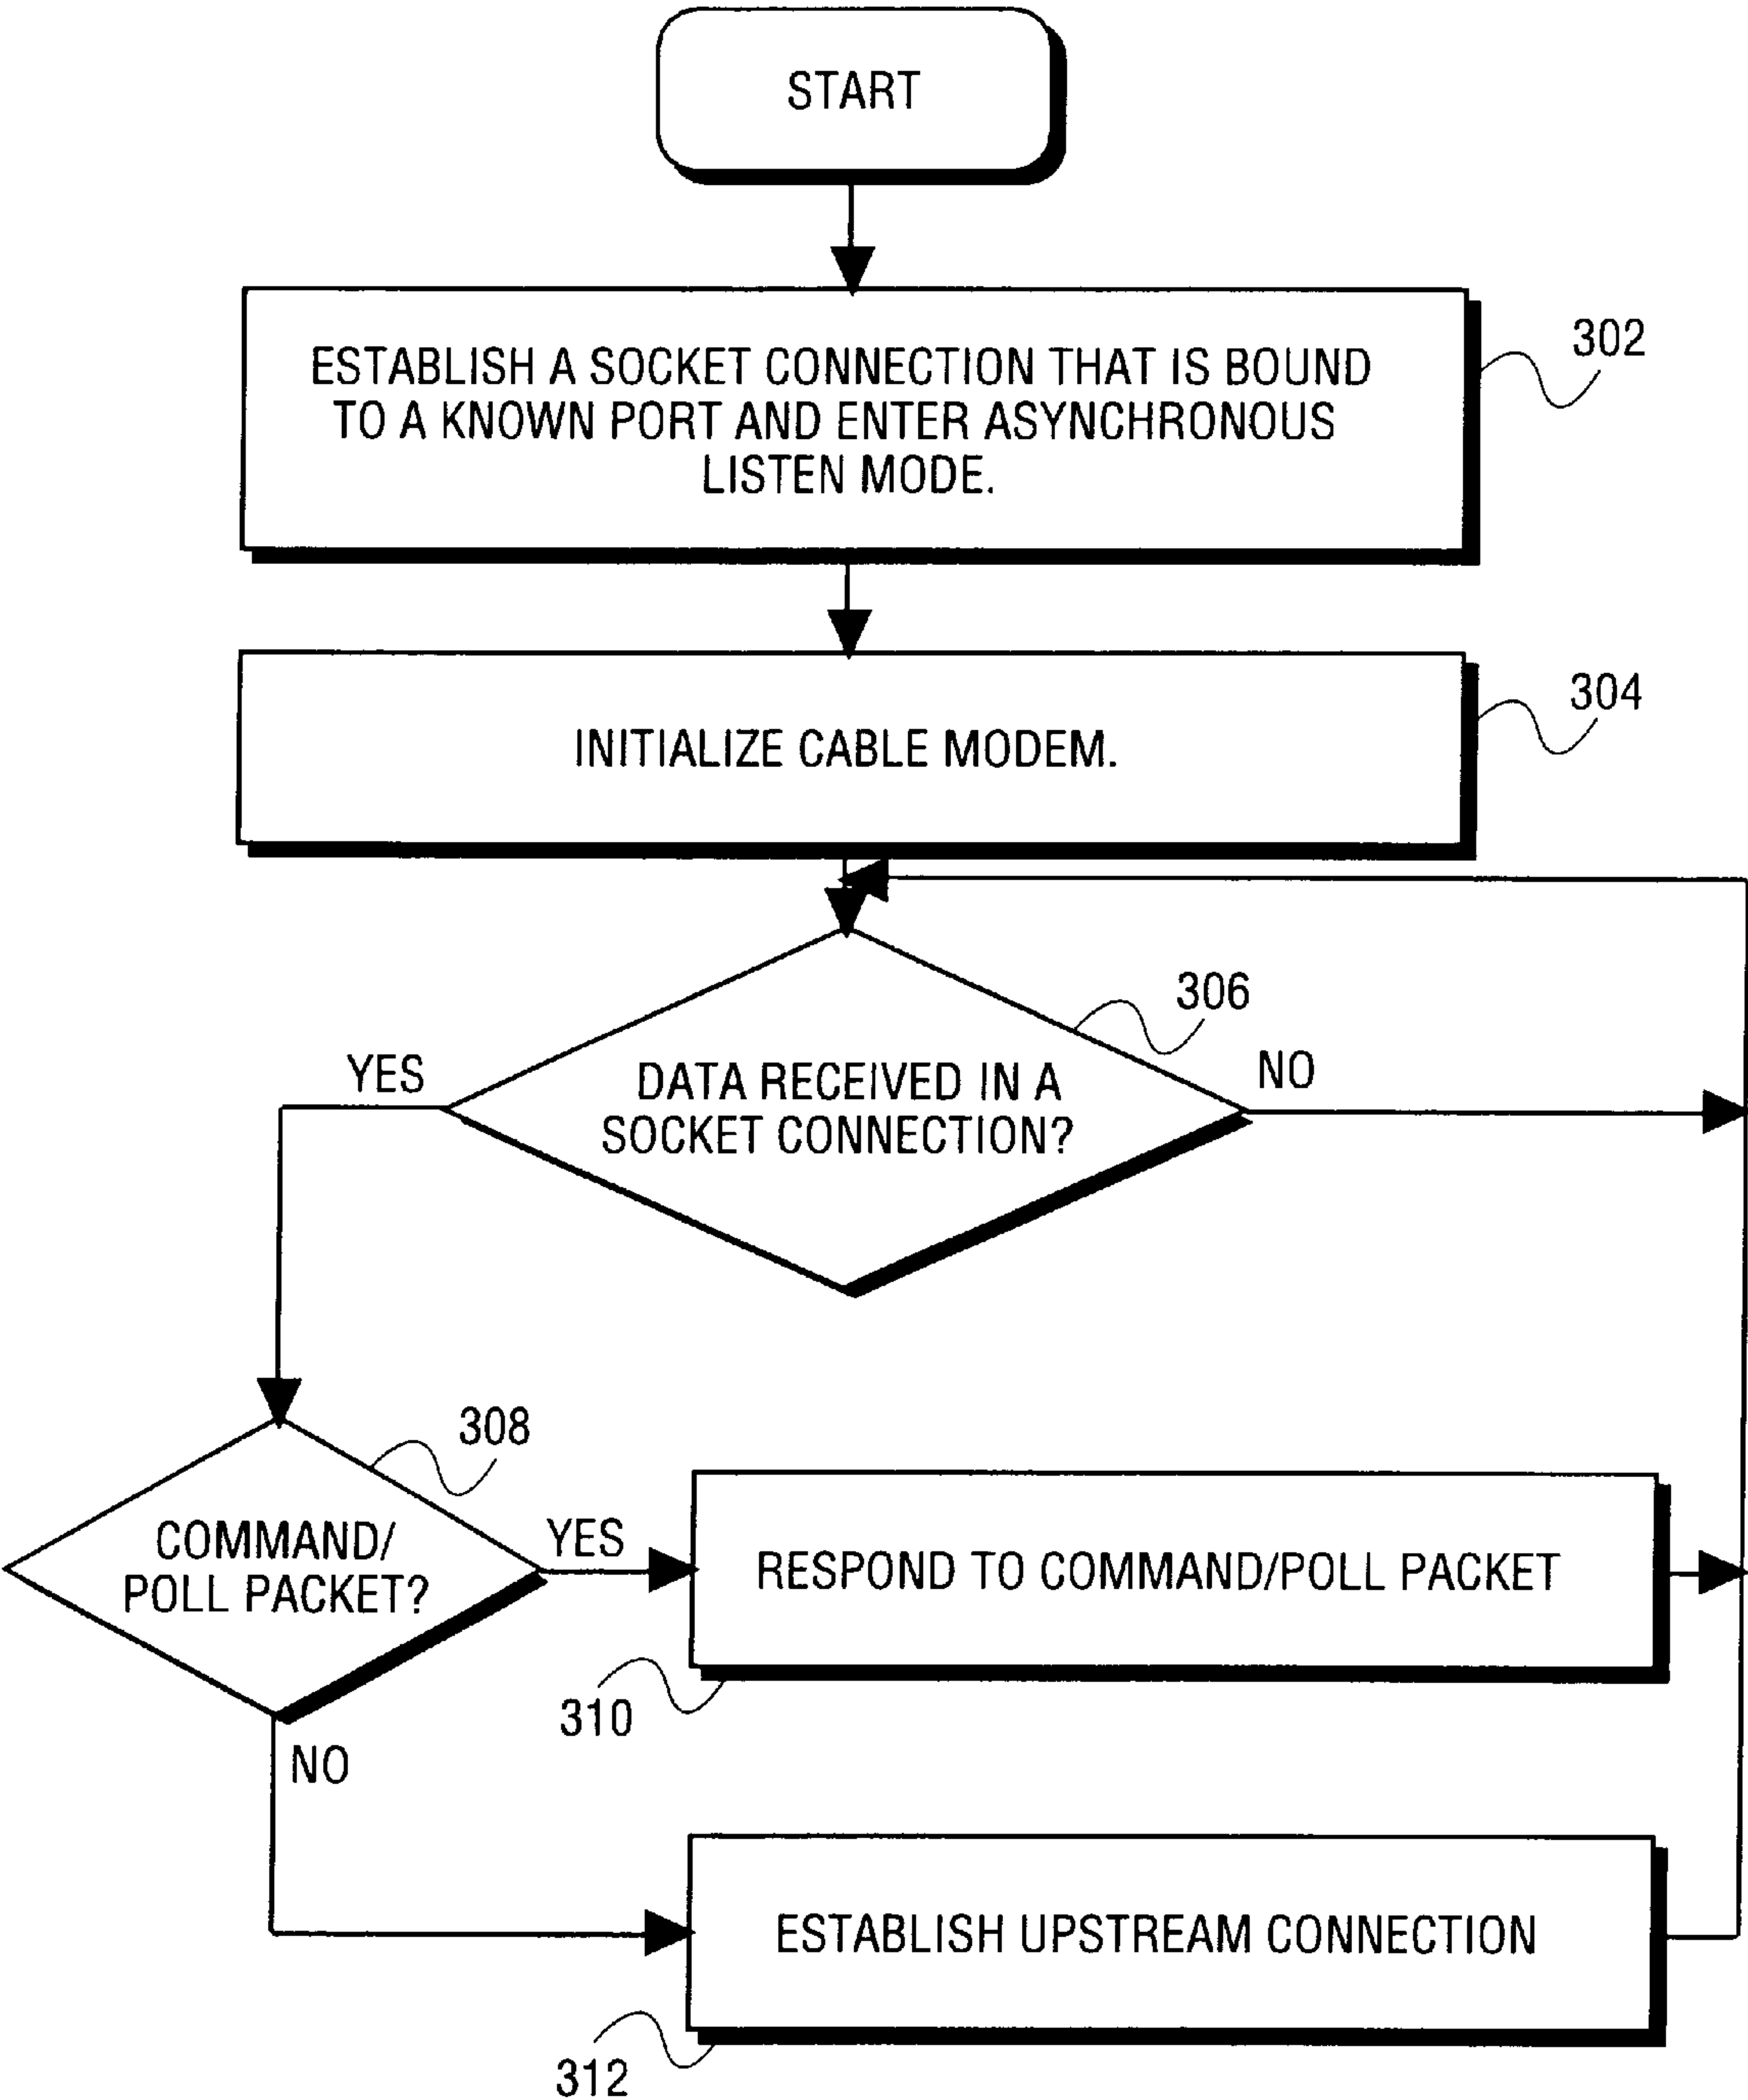 START
ESTABLISH A SOCKET CONNECTION THAT IS BOUND
TO A KNOWN PORT AND ENTER ASYNCHRONOUS
LISTEN MODE.
302
INITIALIZE CABLE MODEM.
304
306
YES
DATA RECEIVED IN A
SOCKET CONNECTION?
NO
308
COMMAND/
POLL PACKET?
YES
RESPOND TO COMMAND/POLL PACKET
310
NO
ESTABLISH UPSTREAM CONNECTION
312